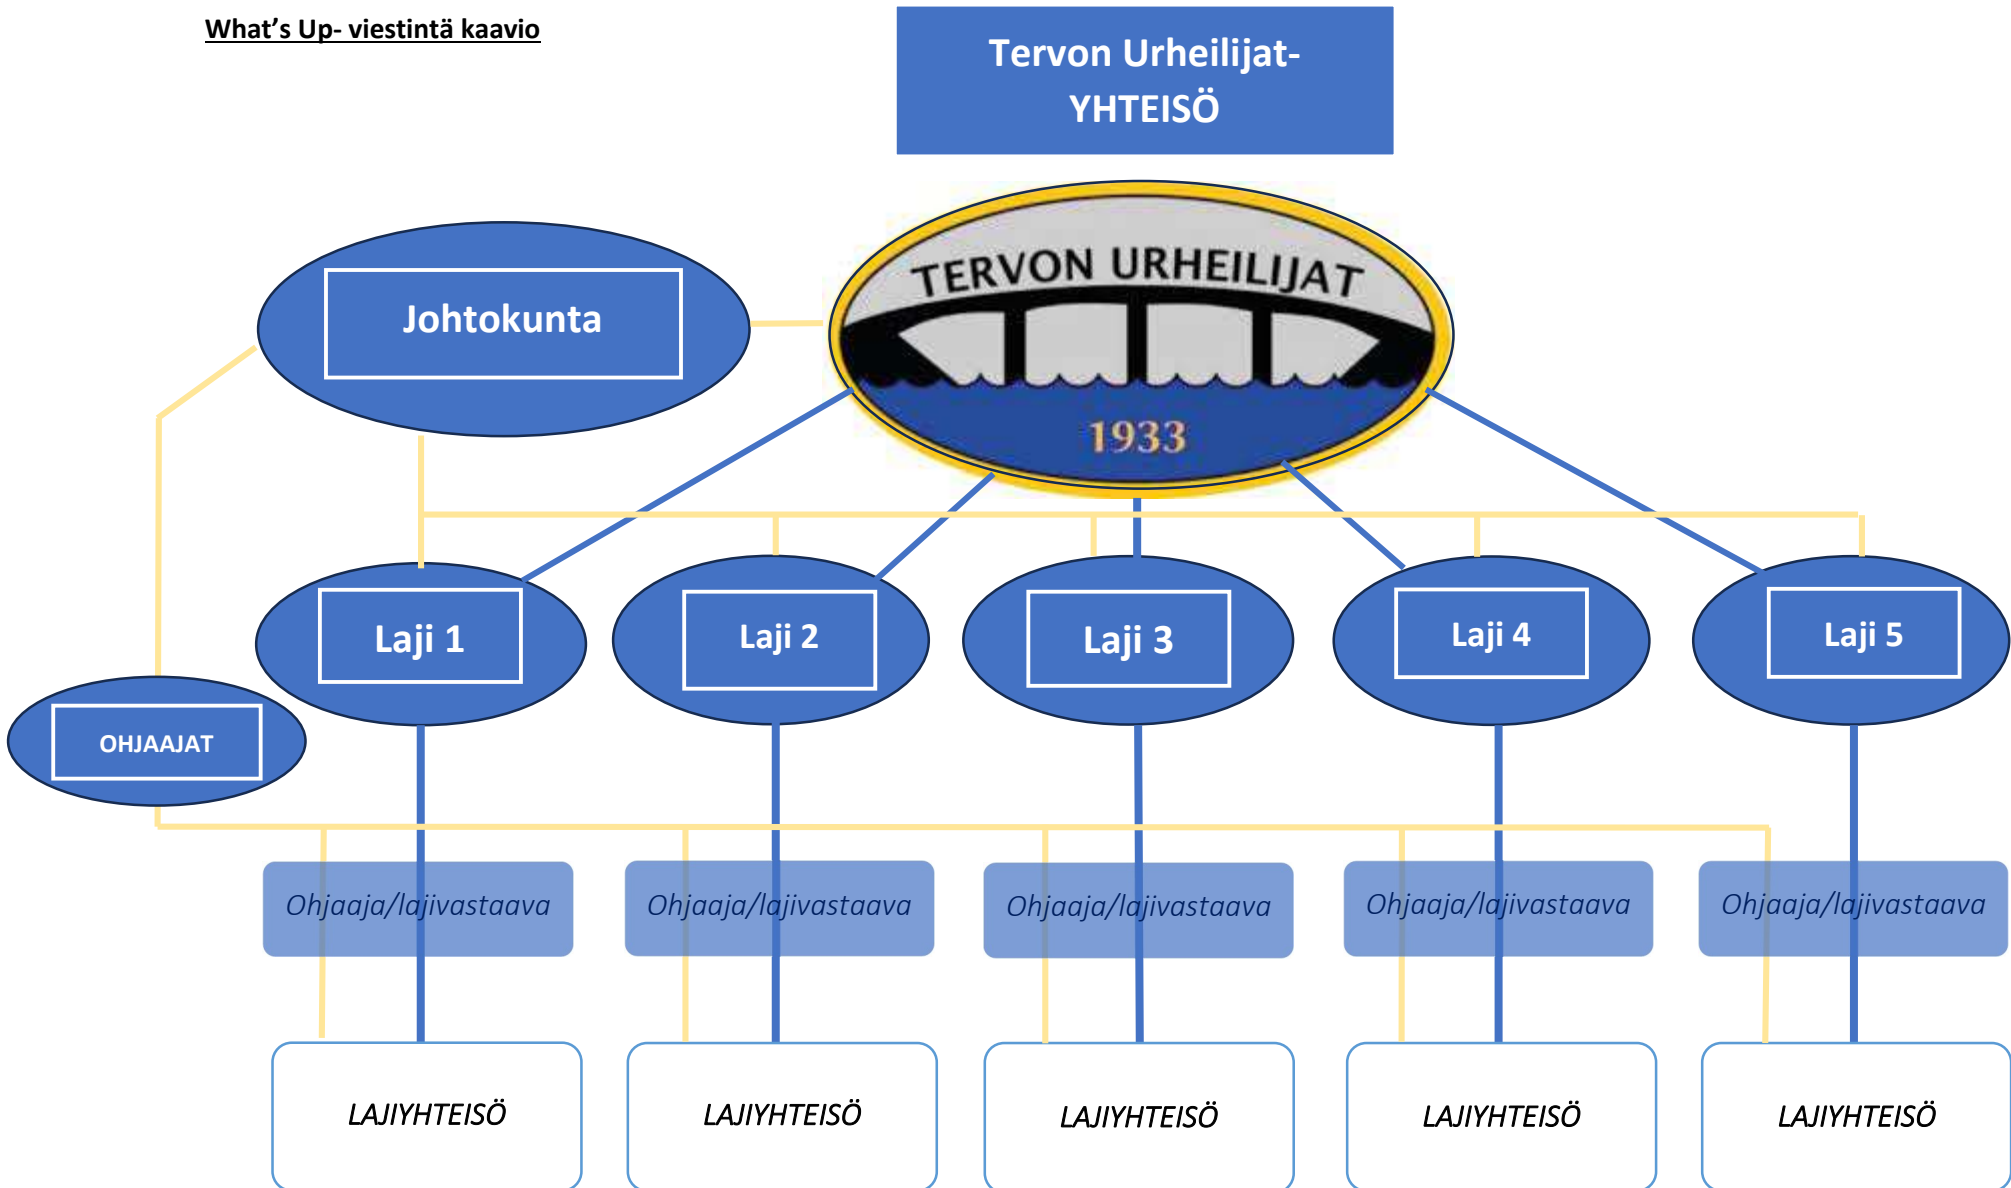 What's Up- viestintä kaavio
Tervon Urheilijat-
YHTEISÖ
TERVON URHEILIJAT
1933
Johtokunta
Laji 1
Laji 2
Laji 3
Laji 4
Laji 5
OHJAAJAT
Ohjaaja/lajivastaava
Ohjaaja/lajivastaava
Ohjaaja/lajivastaava
Ohjaaja/lajivastaava
Ohjaaja/lajivastaava
LAJIYHTEISÖ
LAJIYHTEISÖ
LAJIYHTEISÖ
LAJIYHTEISÖ
LAJIYHTEISÖ